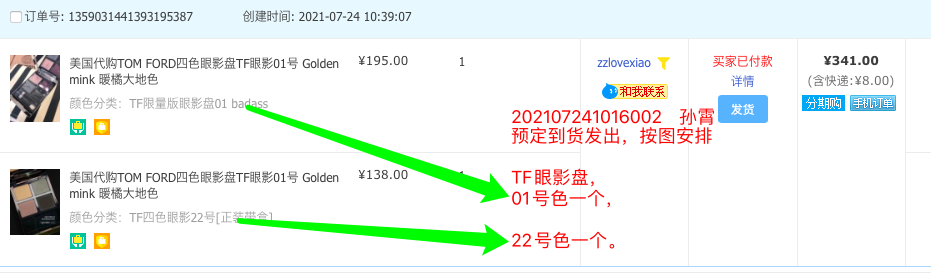 订单号: 1359031441393195387 创建时间: 2021-07-24 10:39:07
美国代购TOM FORD四色眼影盘TF眼影01号 Golden
mink 暖橘大地色
颜色分类: TF限量版眼影盘01 badass
¥195.00
1
zzlovexiao
和我联系
买家已付款
详情
发货
¥341.00
(含快递:¥8.00)
分期购 手机订单
202107241016002 孙霄
预定到货发出，按图安排
美国代购TOM FORD四色眼影盘TF眼影01号 Golden
mink 暖橘大地色
颜色分类: TF四色眼影22号[正装带盒]
¥138.00
1
TF眼影盘，
01号色一个，
22号色一个。